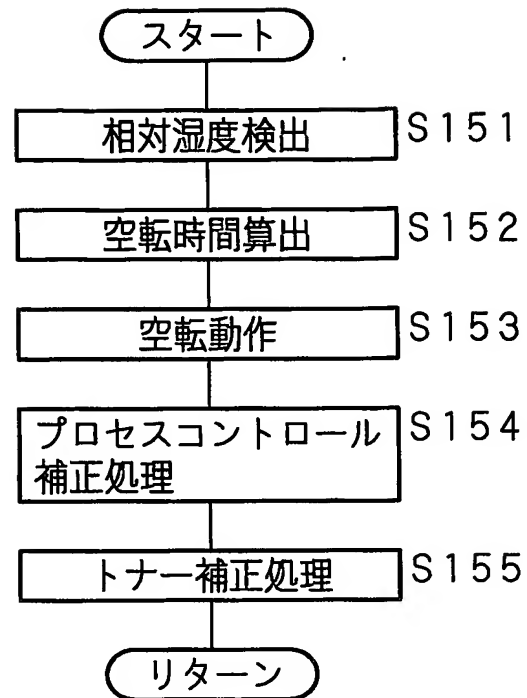 スタート
相対湿度検出 S151
空転時間算出 S152
空転動作 S153
プロセスコントロール S154
補正処理
トナー補正処理 S155
リターン